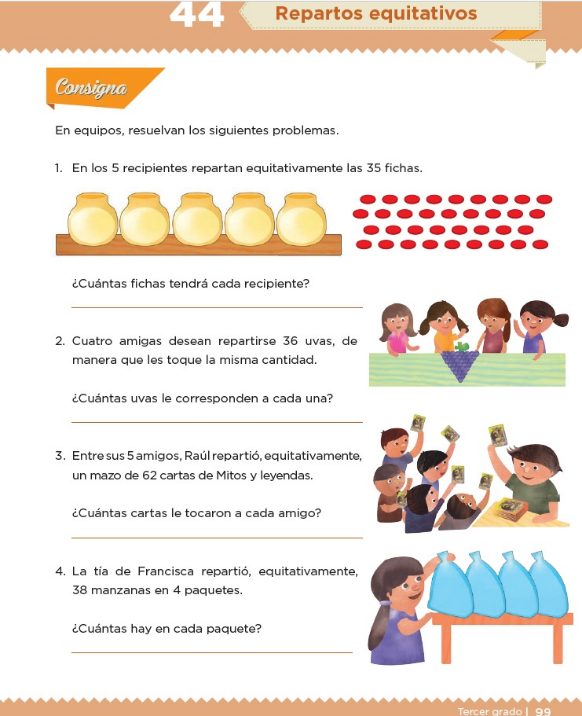 44
Repartos equitativos
Consigna
En equipos, resuelvan los siguientes problemas.
1. En los 5 recipientes repartan equitativamente las 35 fichas.
¿Cuántas fichas tendrá cada recipiente?
2. Cuatro amigas desean repartirse 36 uvas, de
manera que les toque la misma cantidad.
¿Cuántas uvas le corresponden a cada una?
3. Entre sus 5 amigos, Raúl repartió, equitativamente,
un mazo de 62 cartas de Mitos y leyendas.
¿Cuántas cartas le tocaron a cada amigo?
4. La tía de Francisca repartió, equitativamente,
38 manzanas en 4 paquetes.
¿Cuántas hay en cada paquete?
Tercer grado | 99